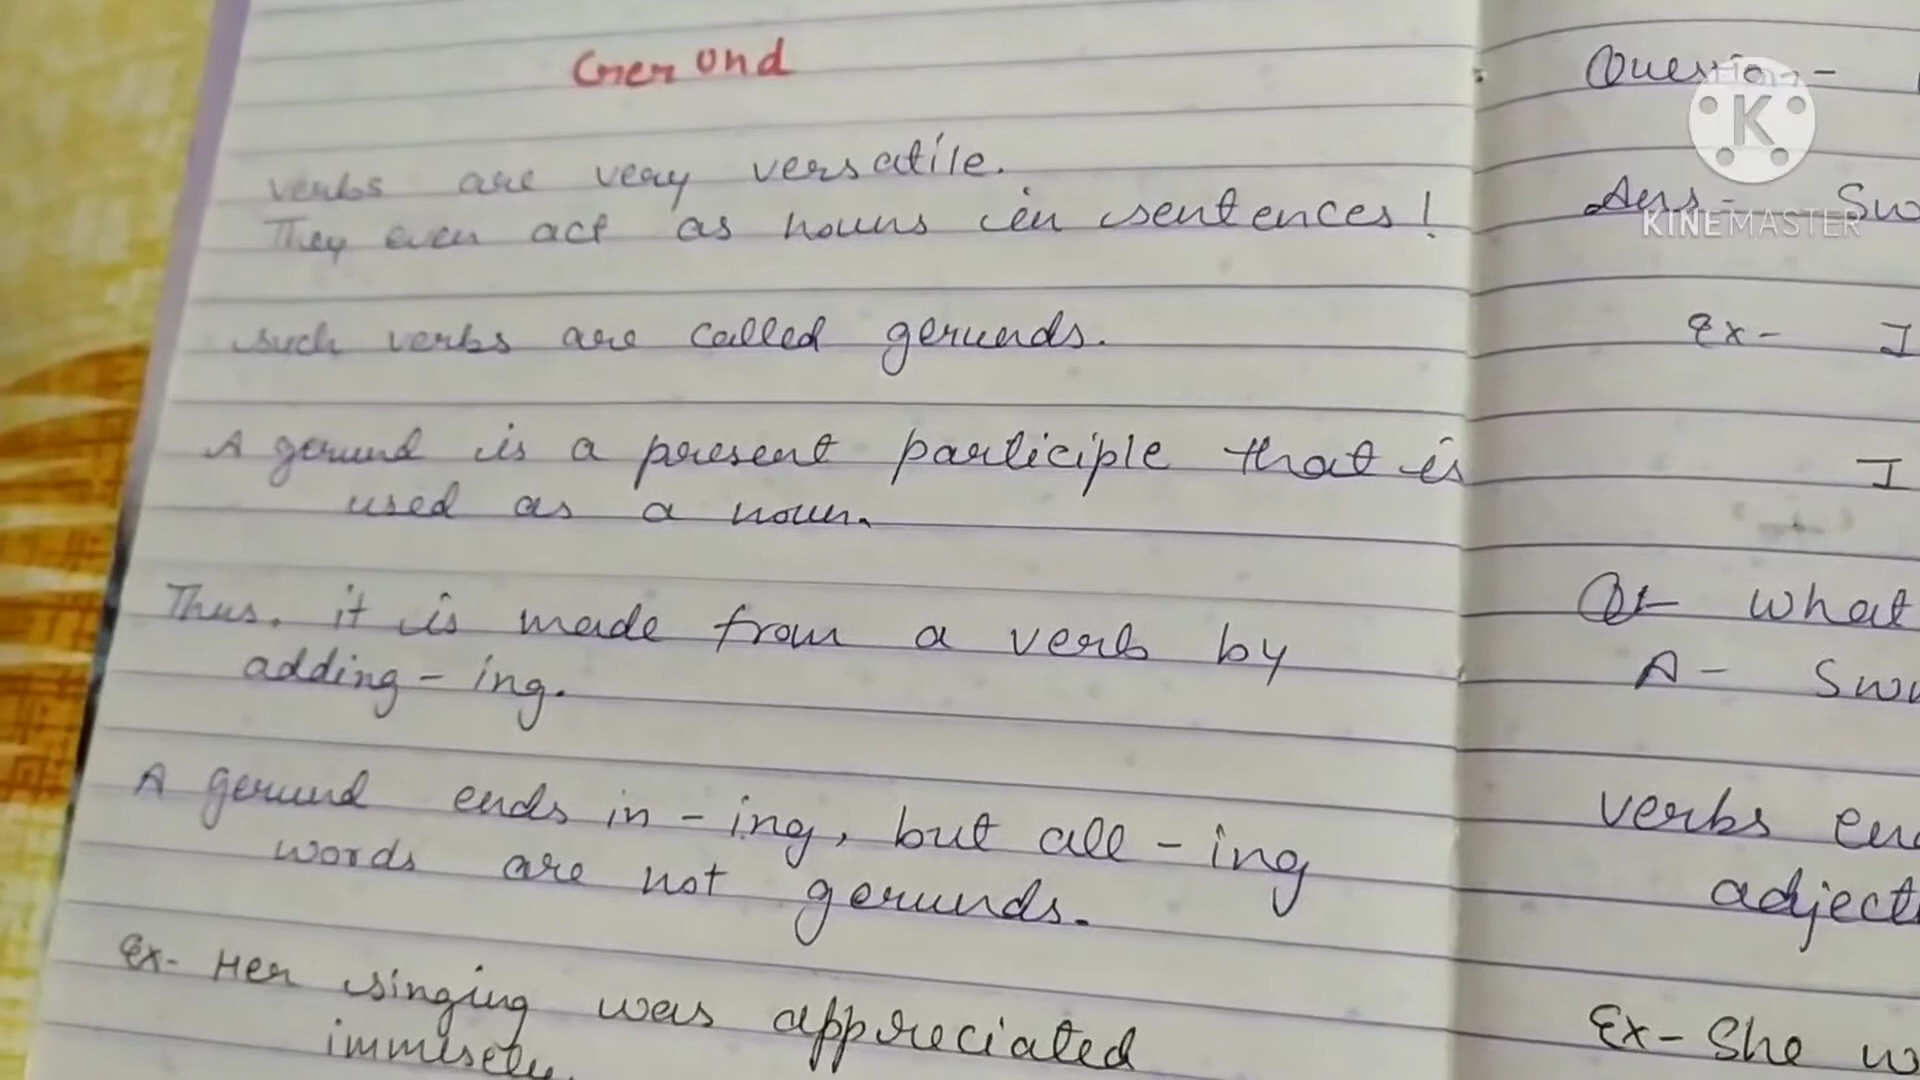 Gerund
verbs are very versatile.
They even act as nouns in sentences!
such verbs are called gerunds.
A gerund is a present participle that is
used as a noun.
Thus, it is made from a verb by
adding - ing.
A gerund ends in - ing, but all - ing
words are not gerunds.
Ex- Her singing was appreciated
immisely.
Question -
Ans -
Ex- I
I
Q- what
A-
verbs
Ex- She
K
KINEMASTER